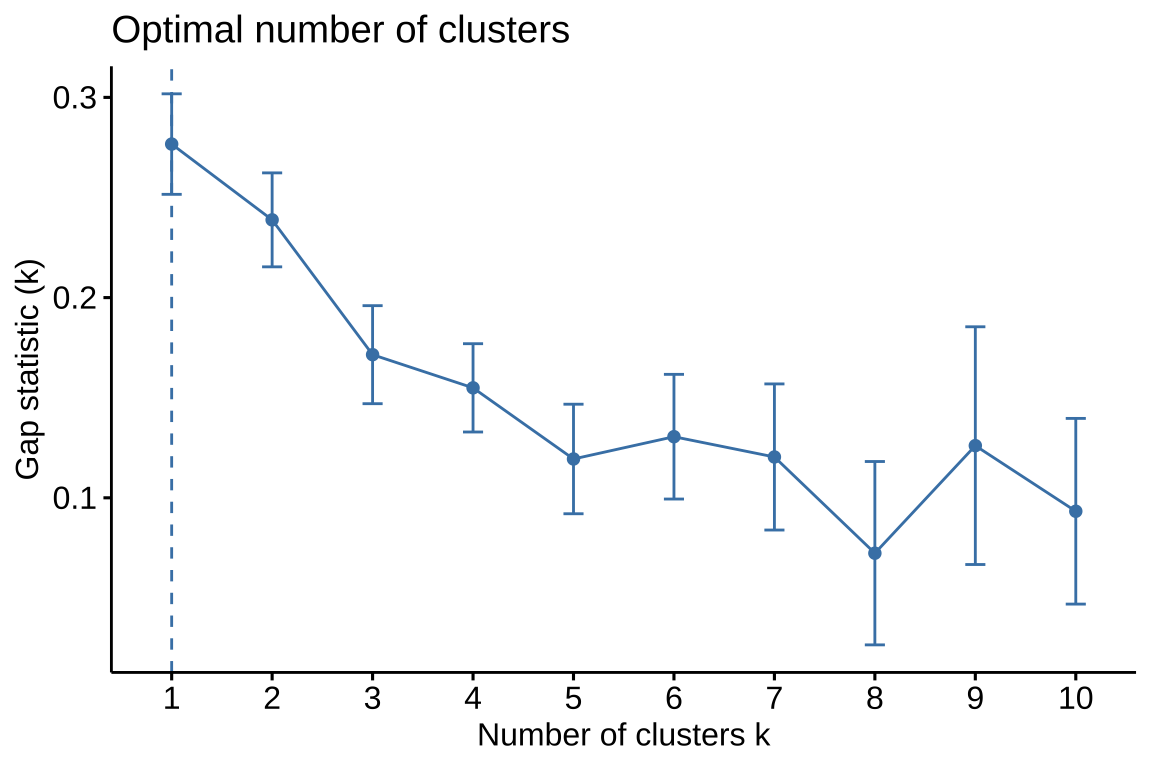 Optimal number of clusters
0.3
0.2
0.1
Gap statistic (k)
1 2 3 4 5 6 7 8 9 10
Number of clusters k